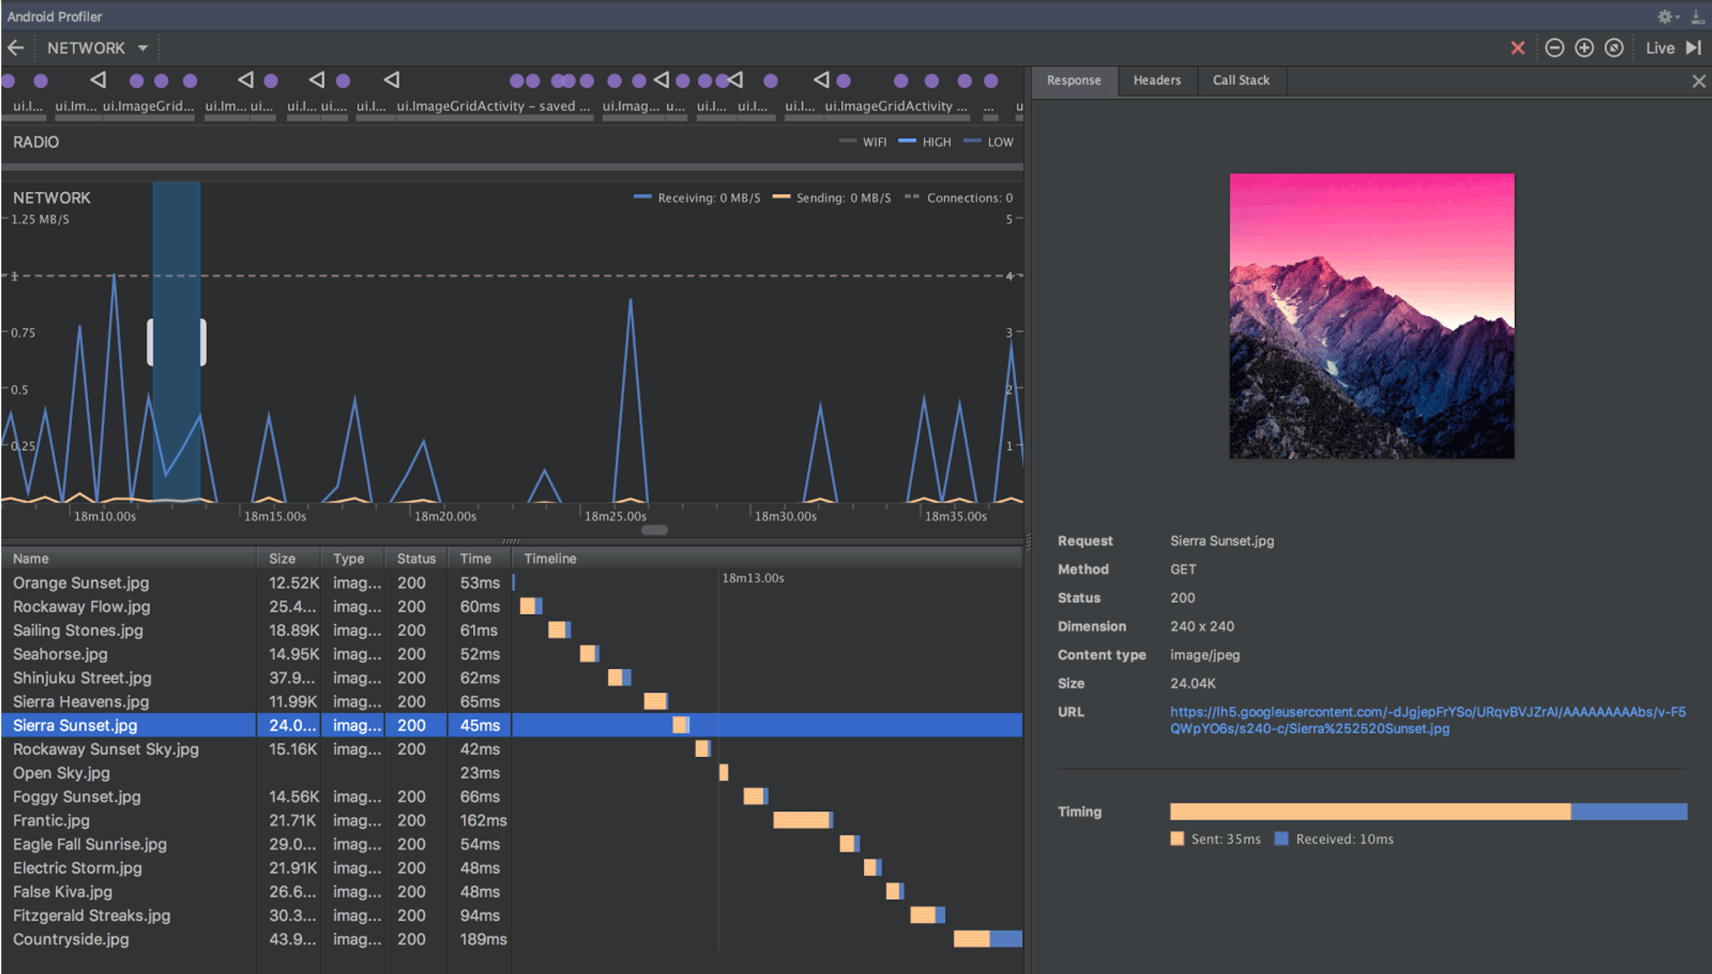 Android Profiler
NETWORK
Live
ui.I... ui.Im... ui.ImageGrid... ui.Im... ui... ui.I... ui.... ui.I... ui.ImageGridActivity – saved ... ui.Imag... u... ui.I... ui.I... ui.I... ui.ImageGridActivity ... ... u
RADIO
WIFI HIGH LOW
NETWORK
Receiving: 0 MB/S Sending: 0 MB/S Connections: 0
1.25 MB/S 5
1 4
0.75 3
0.5 2
0.25 1
18m10.00s 18m15.00s 18m20.00s 18m25.00s 18m30.00s 18m35.00s
Name Size Type Status Time Timeline
18m13.00s
Orange Sunset.jpg 12.52K imag... 200 53ms
Rockaway Flow.jpg 25.4... imag... 200 60ms
Sailing Stones.jpg 18.89K imag... 200 61ms
Seahorse.jpg 14.95K imag... 200 52ms
Shinjuku Street.jpg 37.9... imag... 200 62ms
Sierra Heavens.jpg 11.99K imag... 200 65ms
Sierra Sunset.jpg 24.0... imag... 200 45ms
Rockaway Sunset Sky.jpg 15.16K imag... 200 42ms
Open Sky.jpg 23ms
Foggy Sunset.jpg 14.56K imag... 200 66ms
Frantic.jpg 21.71K imag... 200 162ms
Eagle Fall Sunrise.jpg 29.0... imag... 200 54ms
Electric Storm.jpg 21.91K imag... 200 48ms
False Kiva.jpg 26.6... imag... 200 48ms
Fitzgerald Streaks.jpg 30.3... imag... 200 94ms
Countryside.jpg 43.9... imag... 200 189ms
Response Headers Call Stack
Request Sierra Sunset.jpg
Method GET
Status 200
Dimension 240 x 240
Content type image/jpeg
Size 24.04K
URL https://lh5.googleusercontent.com/-dJgjepFrYSo/URqvBVJZrAI/AAAAAAAAAbs/v-F5
QWpYO6s/s240-c/Sierra%252520Sunset.jpg
Timing
Sent: 35ms Received: 10ms